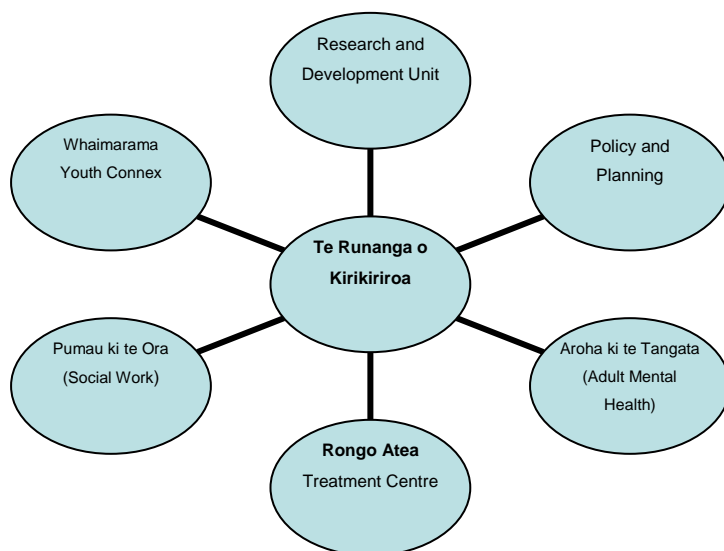 Research and
Development Unit
Whaimarama
Youth Connex
Policy and
Planning
Te Runanga o
Kirikiriroa
Pumau ki te Ora
(Social Work)
Aroha ki te Tangata
(Adult Mental
Health)
Rongo Atea
Treatment Centre